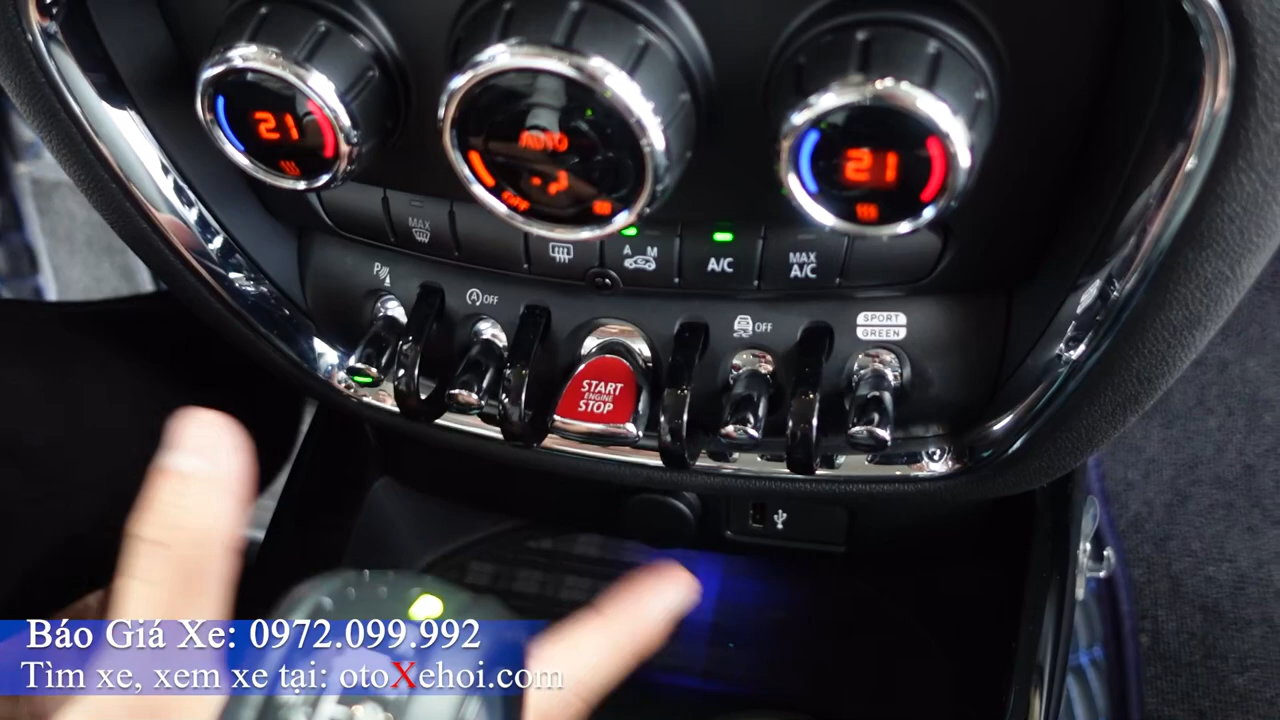 21
AUTO
OFF
21
MAX
A M
A/C
MAX
A/C
P
A OFF
OFF
SPORT
GREEN
START
ENGINE
STOP
Báo Giá Xe: 0972.099.992
Tìm xe, xem xe tại: otoXehoi.com